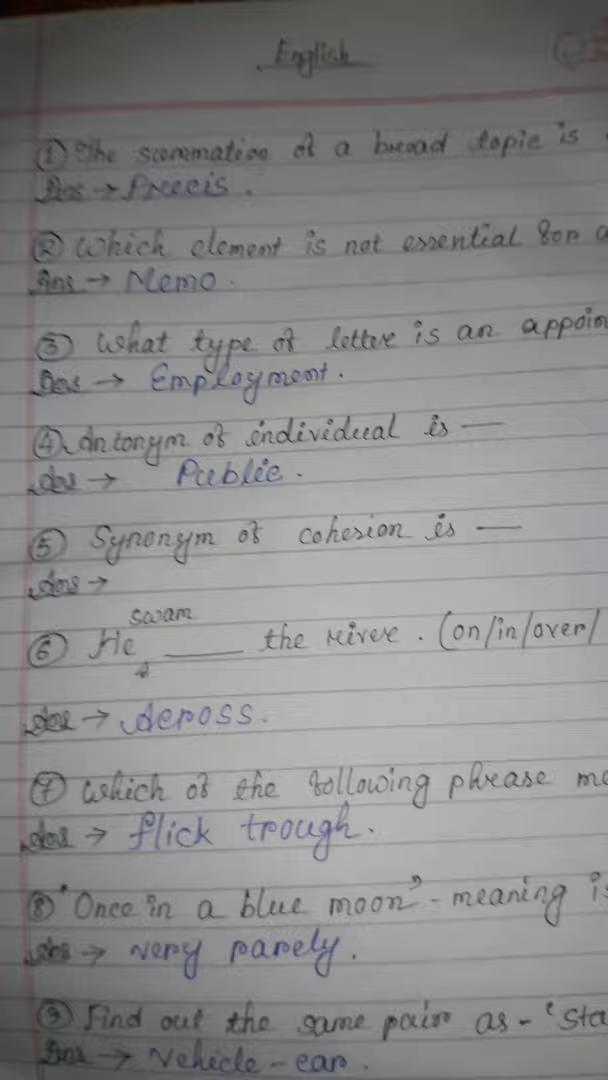 English
① The summation of a broad topic is
Ans → Precis.
② Which element is not essential for
Ans → Memo.
③ What type of letter is an appoin
Ans → Employment.
④ Antonym of individual is —
Ans → Public.
⑤ Synonym of cohesion is —
Ans →
swam
⑥ He ____ the river. (on/in/over/
Ans → Across.
⑦ Which of the following phrase
Ans → flick trough.
⑧ "Once in a blue moon" - meaning is
Ans → very rarely.
⑨ Find out the same pair as - 'Sta
Ans → Vehicle - car.